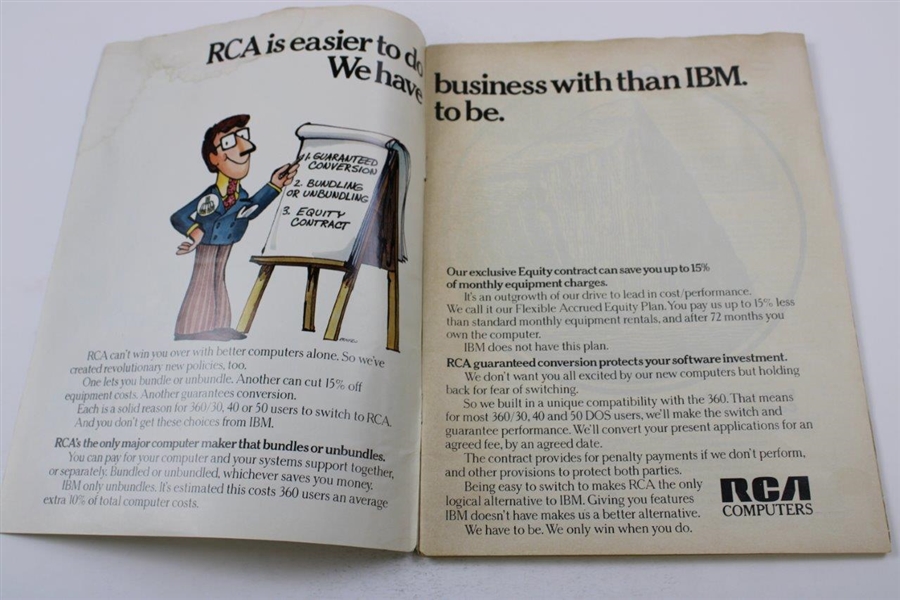 RCA is easier to do business with than IBM.
We have to be.
1. GUARANTEED
CONVERSION
2. BUNDLING
OR UNBUNDLING
3. EQUITY
CONTRACT
RCA can't win you over with better computers alone. So we've
created revolutionary new policies, too.
One lets you bundle or unbundle. Another can cut 15% off
equipment costs. Another guarantees conversion.
Each is a solid reason for 360/30, 40 or 50 users to switch to RCA.
And you don't get these choices from IBM.
RCA's the only major computer maker that bundles or unbundles.
You can pay for your computer and your systems support together,
or separately. Bundled or unbundled, whichever saves you money.
IBM only unbundles. It's estimated this costs 360 users an average
extra 10% of total computer costs.
Our exclusive Equity contract can save you up to 15%
of monthly equipment charges.
It's an outgrowth of our drive to lead in cost/performance.
We call it our Flexible Accrued Equity Plan. You pay us up to 15% less
than standard monthly equipment rentals, and after 72 months you
own the computer.
IBM does not have this plan.
RCA guaranteed conversion protects your software investment.
We don't want you all excited by our new computers but holding
back for fear of switching.
So we built in a unique compatibility with the 360. That means
for most 360/30, 40 and 50 DOS users, we'll make the switch and
guarantee performance. We'll convert your present applications for an
agreed fee, by an agreed date.
The contract provides for penalty payments if we don't perform,
and other provisions to protect both parties.
Being easy to switch to makes RCA the only
logical alternative to IBM. Giving you features
IBM doesn't have makes us a better alternative.
We have to be. We only win when you do.
RCA
COMPUTERS